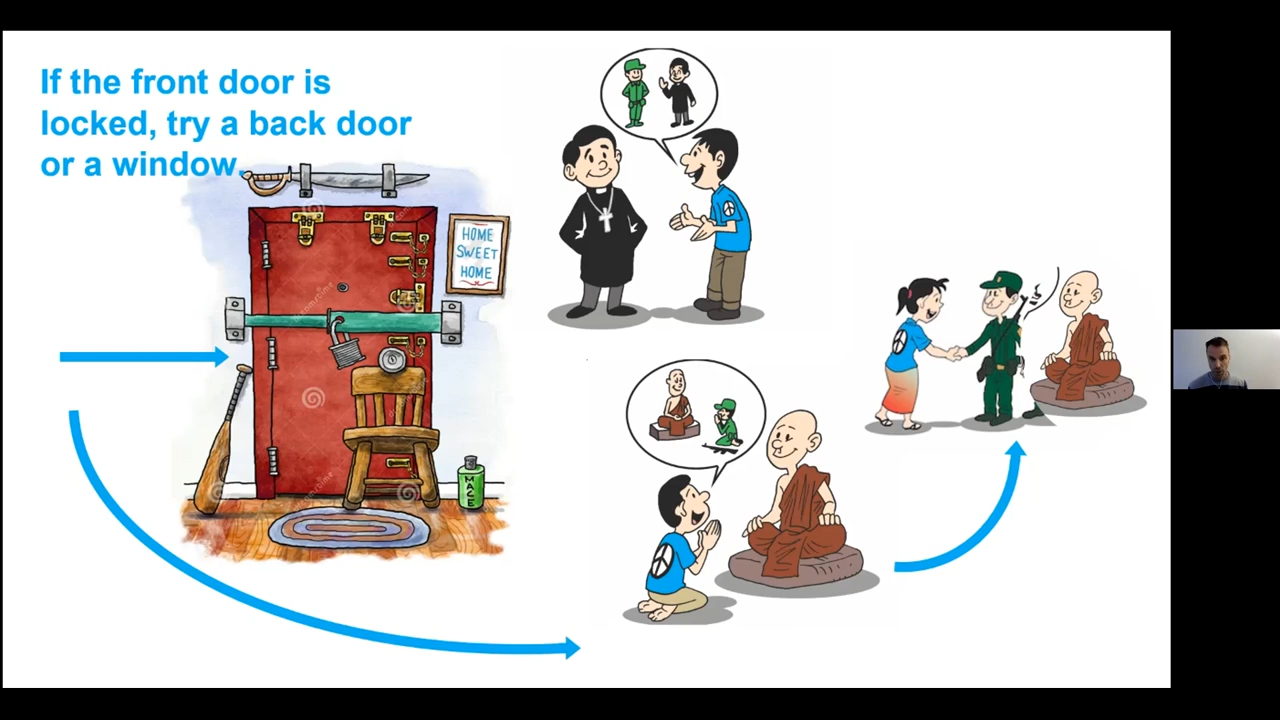 If the front door is
locked, try a back door
or a window.
HOME
SWEET
HOME
MACE